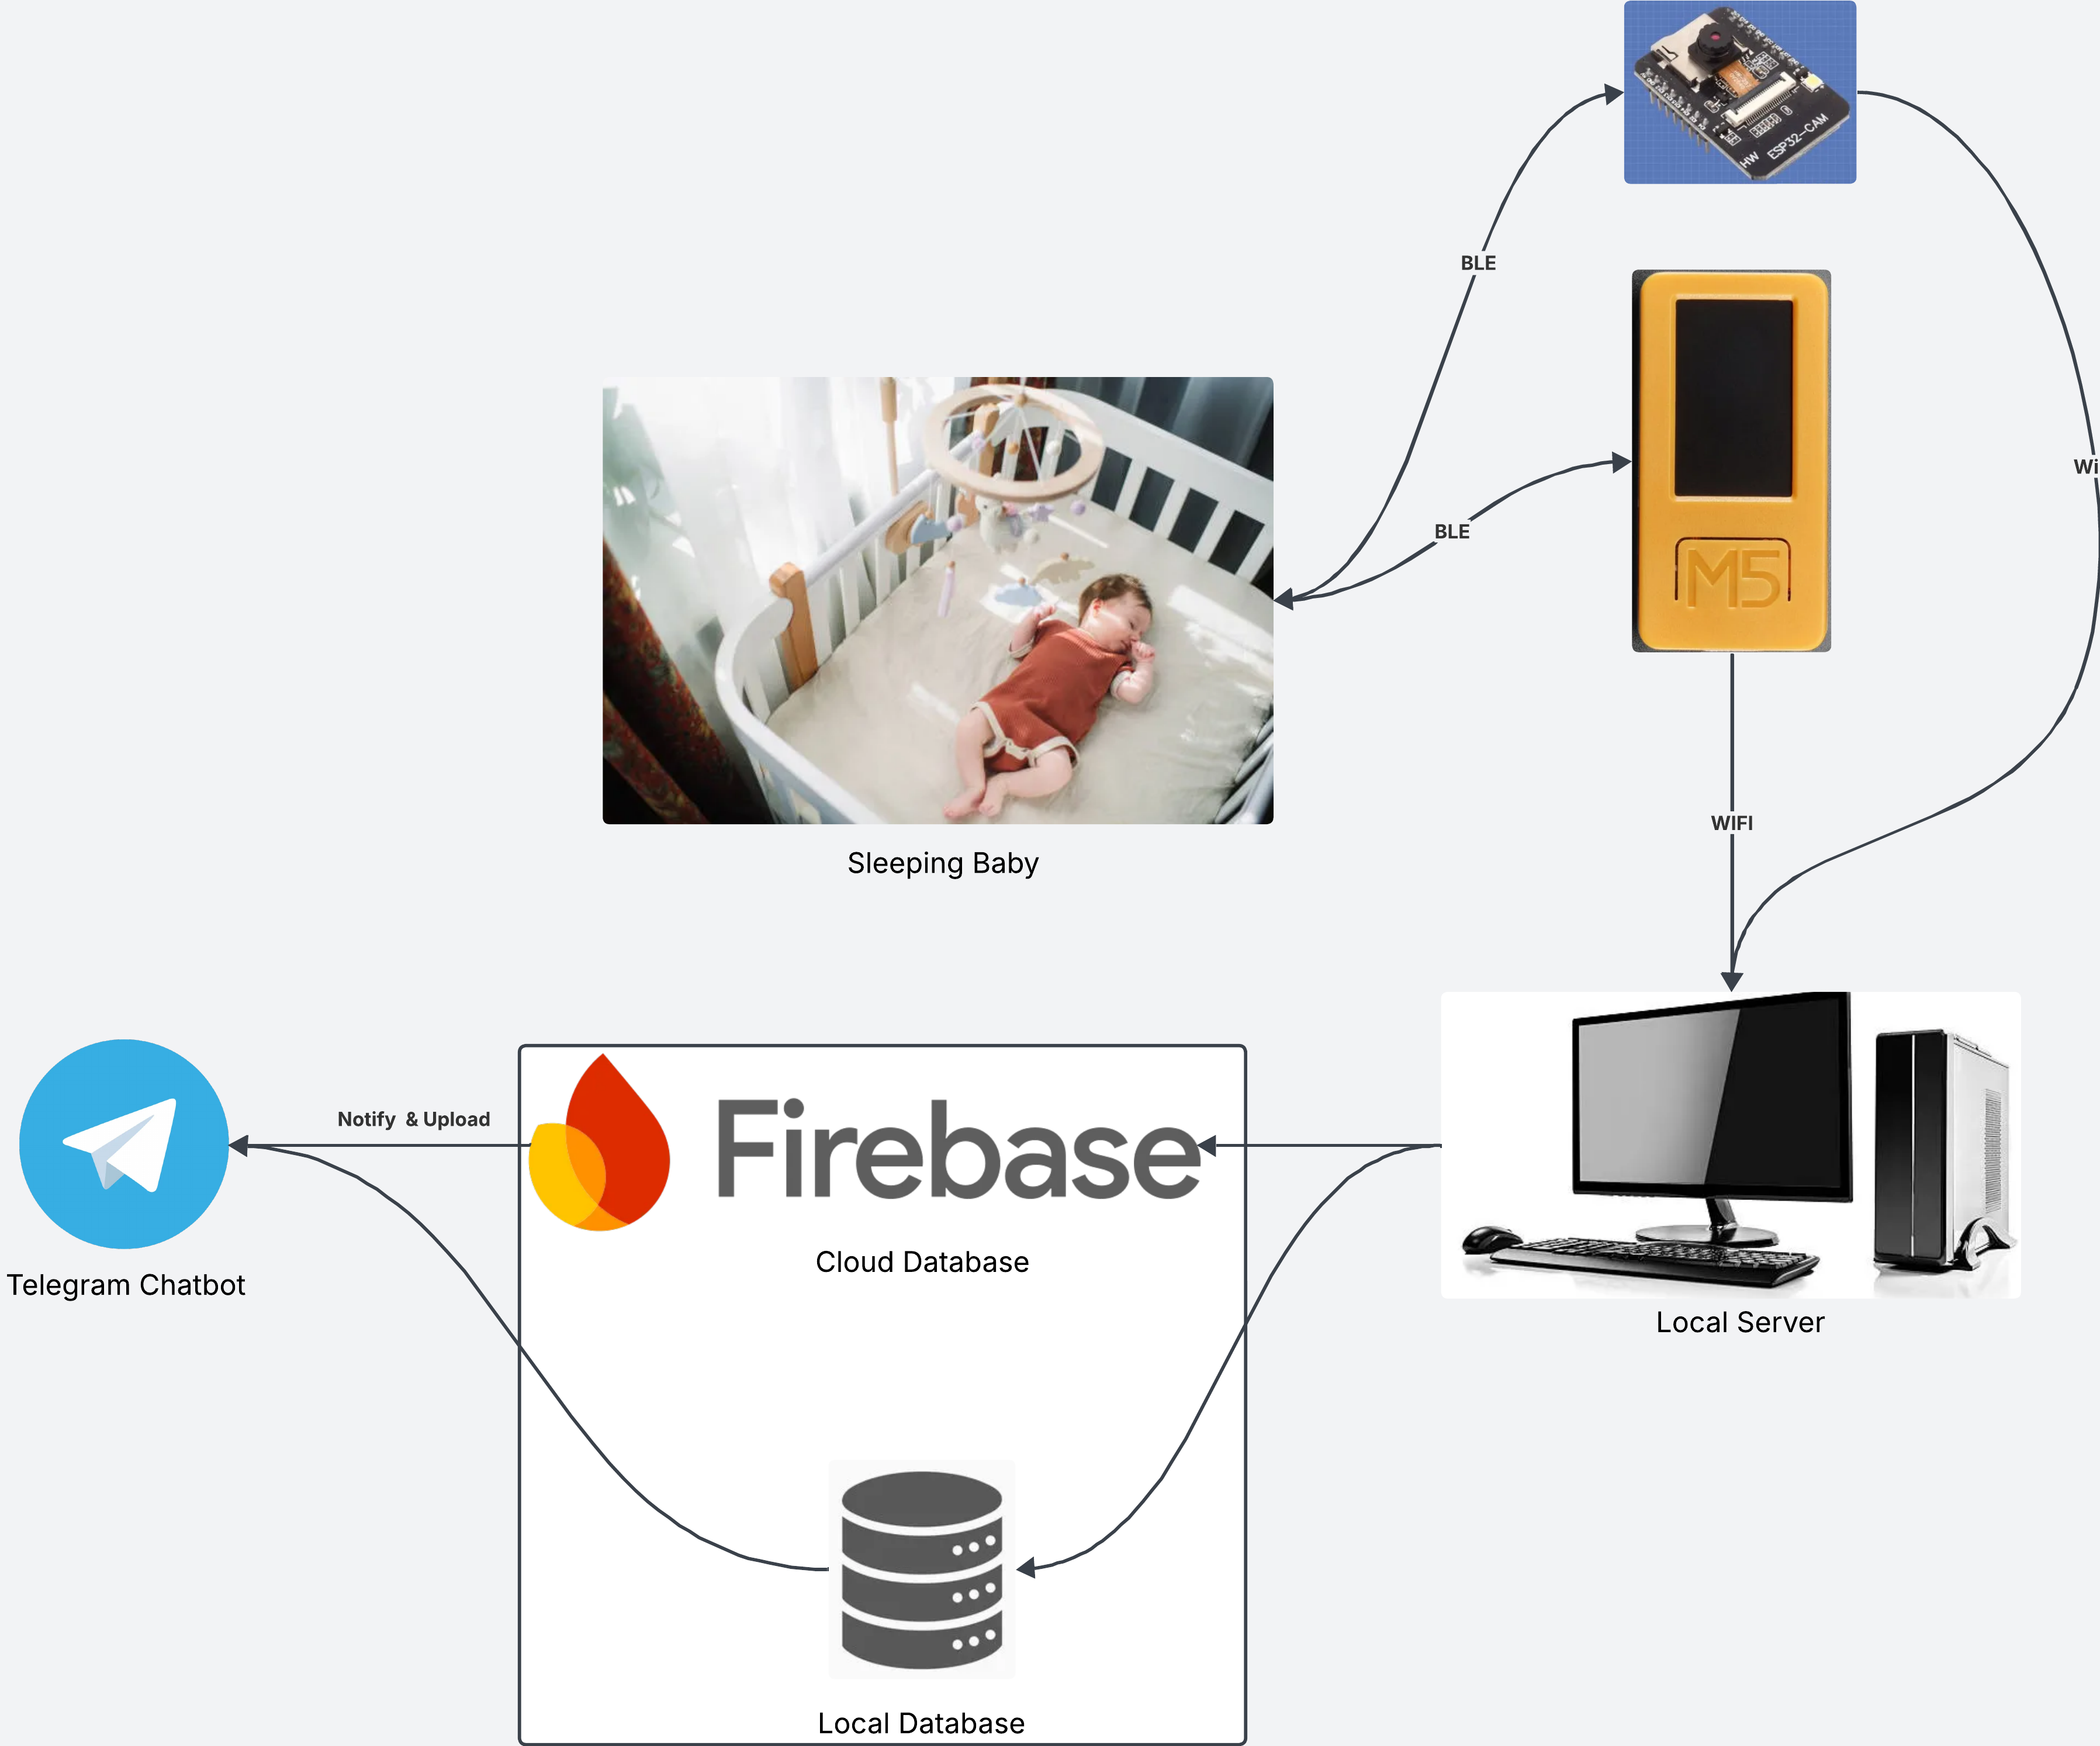 HW ESP32-CAM
BLE
M5
BLE
Wi
Sleeping Baby
WIFI
Notify & Upload
Firebase
Cloud Database
Telegram Chatbot
Local Server
Local Database